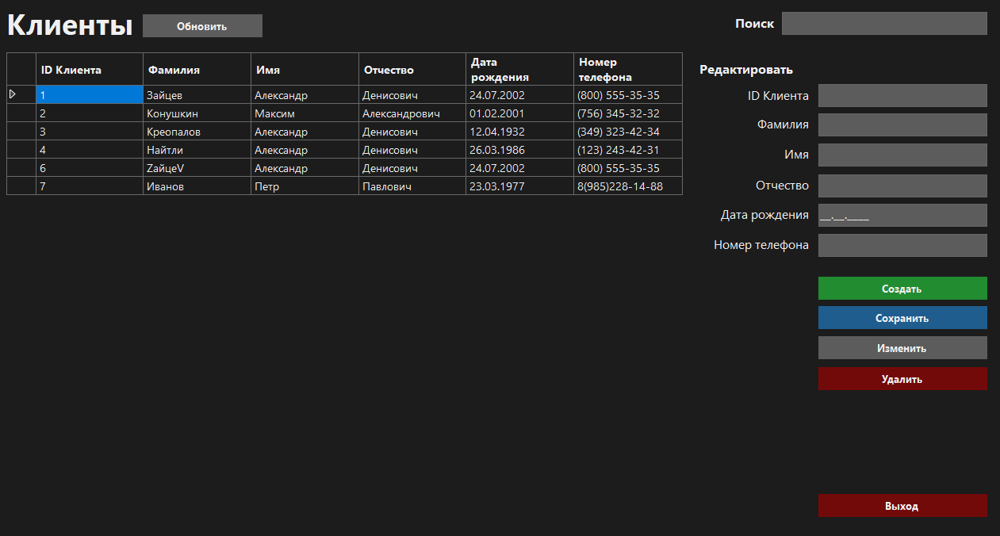 Клиенты
Обновить
Поиск
ID Клиента Фамилия Имя Отчество Дата рождения Номер телефона
1 Зайцев Александр Денисович 24.07.2002 (800) 555-35-35
2 Конушкин Максим Александрович 01.02.2001 (756) 345-32-32
3 Креопалов Александр Денисович 12.04.1932 (349) 323-42-34
4 Найтли Александр Денисович 26.03.1986 (123) 243-42-31
6 ZайцеV Александр Денисович 24.07.2002 (800) 555-35-35
7 Иванов Петр Павлович 23.03.1977 8(985)228-14-88
Редактировать
ID Клиента
Фамилия
Имя
Отчество
Дата рождения __.__.____
Номер телефона
Создать
Сохранить
Изменить
Удалить
Выход